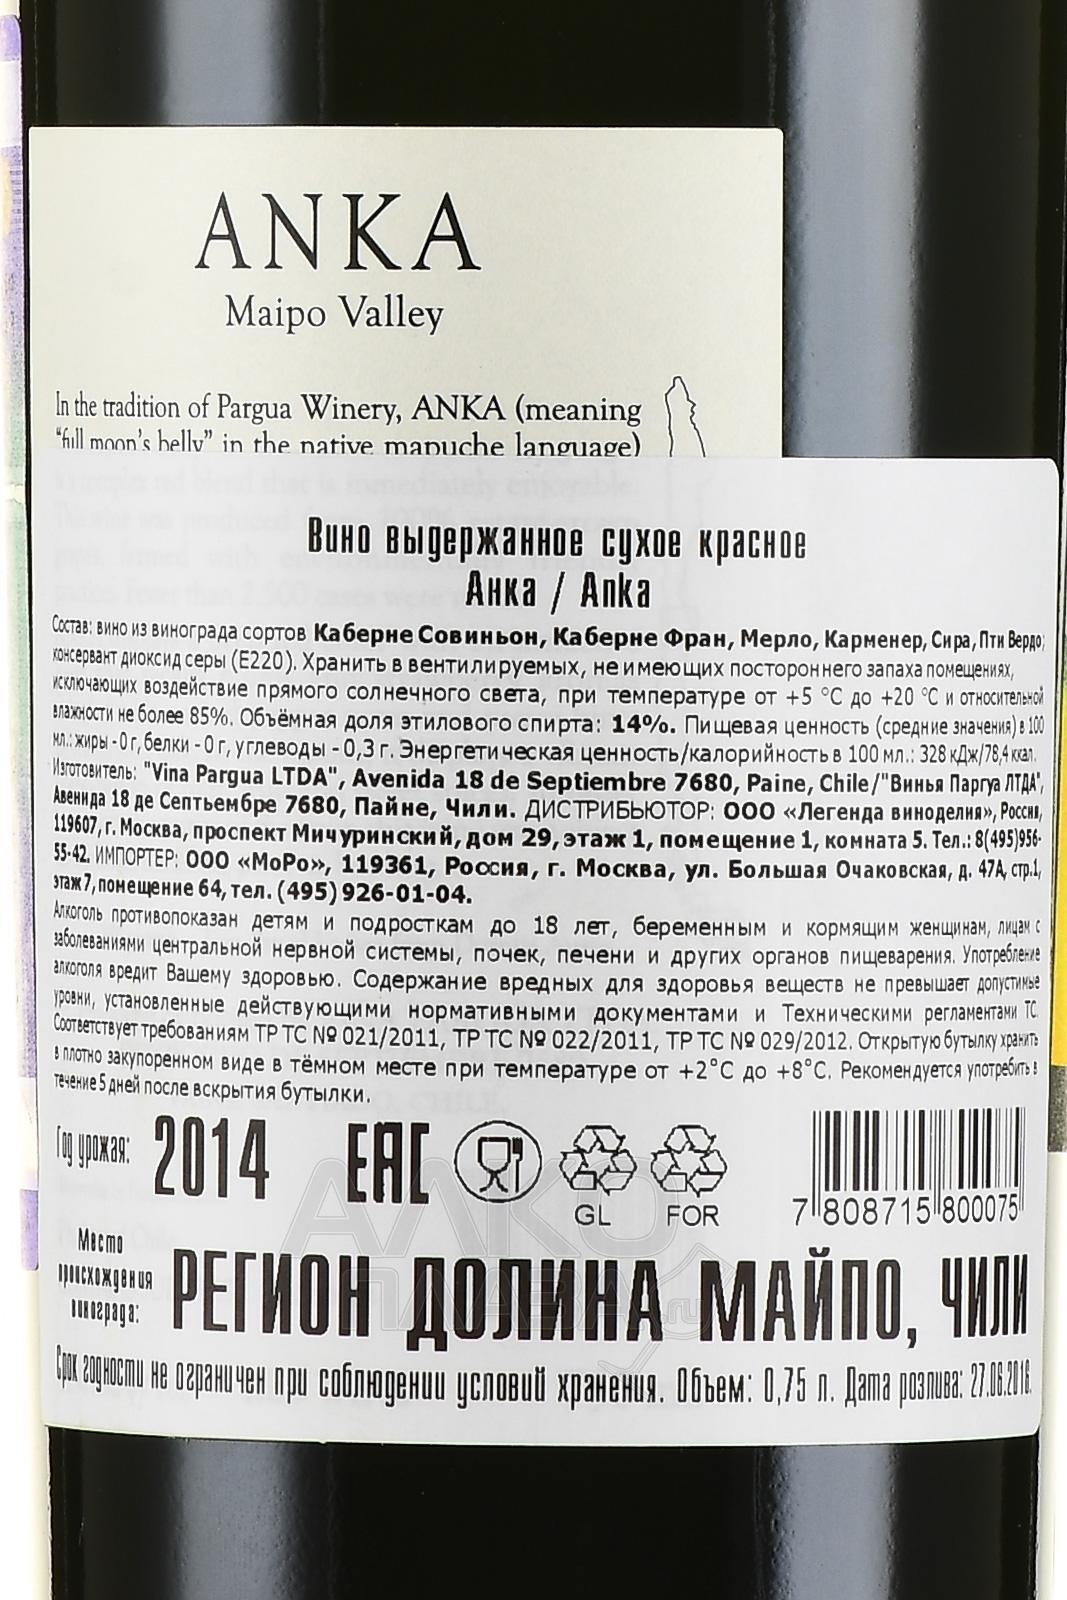 ANKA
Maipo Valley
In the tradition of Pargua Winery, ANKA (meaning
"full moon's belly" in the native mapuche language)
Вино выдержанное сухое красное
Анка / Anka
Состав: вино из винограда сортов Каберне Совиньон, Каберне Фран, Мерло, Карменер, Сира, Пти Вердо;
консервант диоксид серы (Е220). Хранить в вентилируемых, не имеющих постороннего запаха помещениях,
исключающих воздействие прямого солнечного света, при температуре от +5 °C до +20 °C и относительной
влажности не более 85%. Объёмная доля этилового спирта: 14%. Пищевая ценность (средние значения) в 100
мл.: жиры - 0 г, белки - 0 г, углеводы - 0,3 г. Энергетическая ценность/калорийность в 100 мл.: 328 кДж/78,4 ккал.
Изготовитель: "Vina Pargua LTDA", Avenida 18 de Septiembre 7680, Paine, Chile/"Винья Паргуа ЛТДА",
Авенида 18 де Септьембре 7680, Пайне, Чили. ДИСТРИБЬЮТОР: ООО «Легенда виноделия», Россия,
119607, г. Москва, проспект Мичуринский, дом 29, этаж 1, помещение 1, комната 5. Тел.: 8(495)956-
55-42. ИМПОРТЕР: ООО «МоРо», 119361, Россия, г. Москва, ул. Большая Очаковская, д. 47А, стр.1,
этаж 7, помещение 64, тел. (495) 926-01-04.
Алкоголь противопоказан детям и подросткам до 18 лет, беременным и кормящим женщинам, лицам с
заболеваниями центральной нервной системы, почек, печени и других органов пищеварения. Употребление
алкоголя вредит Вашему здоровью. Содержание вредных для здоровья веществ не превышает допустимые
уровни, установленные действующими нормативными документами и Техническими регламентами ТС.
Соответствует требованиям ТР ТС № 021/2011, ТР ТС № 022/2011, ТР ТС № 029/2012. Открытую бутылку хранить
в плотно закупоренном виде в тёмном месте при температуре от +2°C до +8°C. Рекомендуется употребить в
течение 5 дней после вскрытия бутылки.
Год урожая: 2014 EAC
GL FOR
7 808715 800075
Место
происхождения
винограда:
РЕГИОН ДОЛИНА МАЙПО, ЧИЛИ
Срок годности не ограничен при соблюдении условий хранения. Объем: 0,75 л. Дата розлива: 27.06.2016.
АЛКО
ПЛАЗА.ru